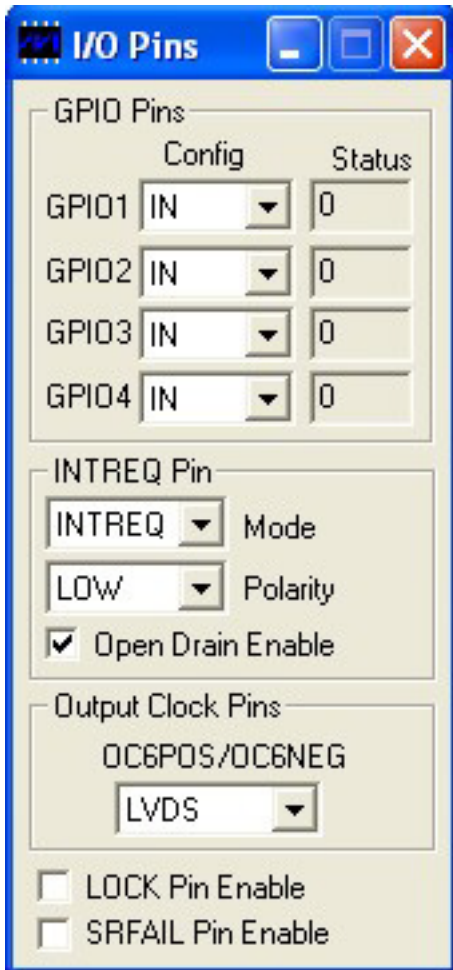 I/O Pins
GPIO Pins
Config Status
GPIO1 IN 0
GPIO2 IN 0
GPIO3 IN 0
GPIO4 IN 0
INTREQ Pin
INTREQ Mode
LOW Polarity
Open Drain Enable
Output Clock Pins
OC6POS/OC6NEG
LVDS
LOCK Pin Enable
SRFAIL Pin Enable